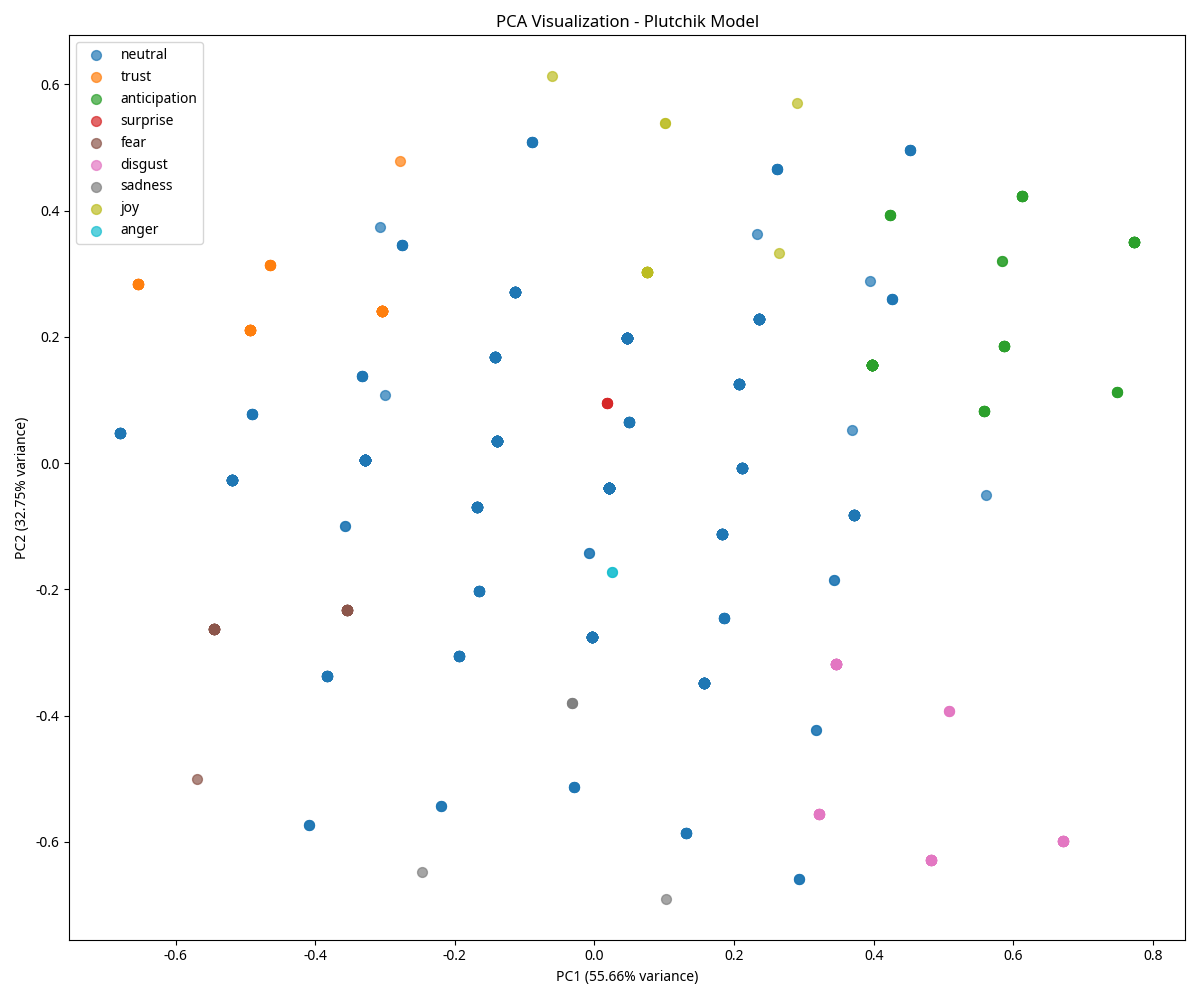 PCA Visualization - Plutchik Model
neutral
trust
anticipation
surprise
fear
disgust
sadness
joy
anger
0.6
0.4
0.2
0.0
-0.2
-0.4
-0.6
PC2 (32.75% variance)
-0.6
-0.4
-0.2
0.0
0.2
0.4
0.6
0.8
PC1 (55.66% variance)